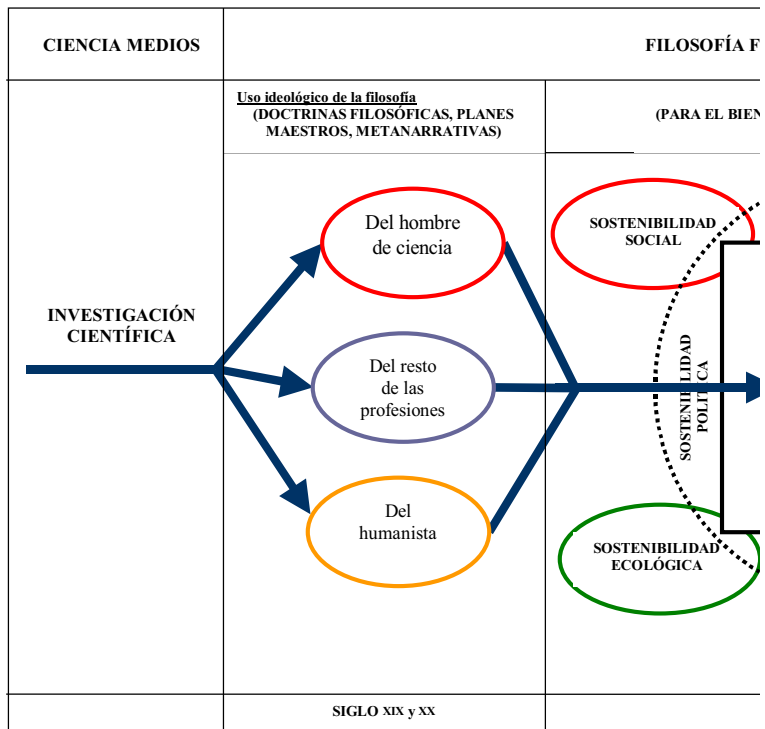 CIENCIA MEDIOS
FILOSOFÍA F
Uso ideológico de la filosofía
(DOCTRINAS FILOSÓFICAS, PLANES
MAESTROS, METANARRATIVAS)
(PARA EL BIEN
INVESTIGACIÓN
CIENTÍFICA
Del hombre
de ciencia
Del resto
de las
profesiones
Del
humanista
SOSTENIBILIDAD
SOCIAL
SOSTENIBILIDAD
POLITICA
SOSTENIBILIDAD
ECOLÓGICA
SIGLO XIX y XX